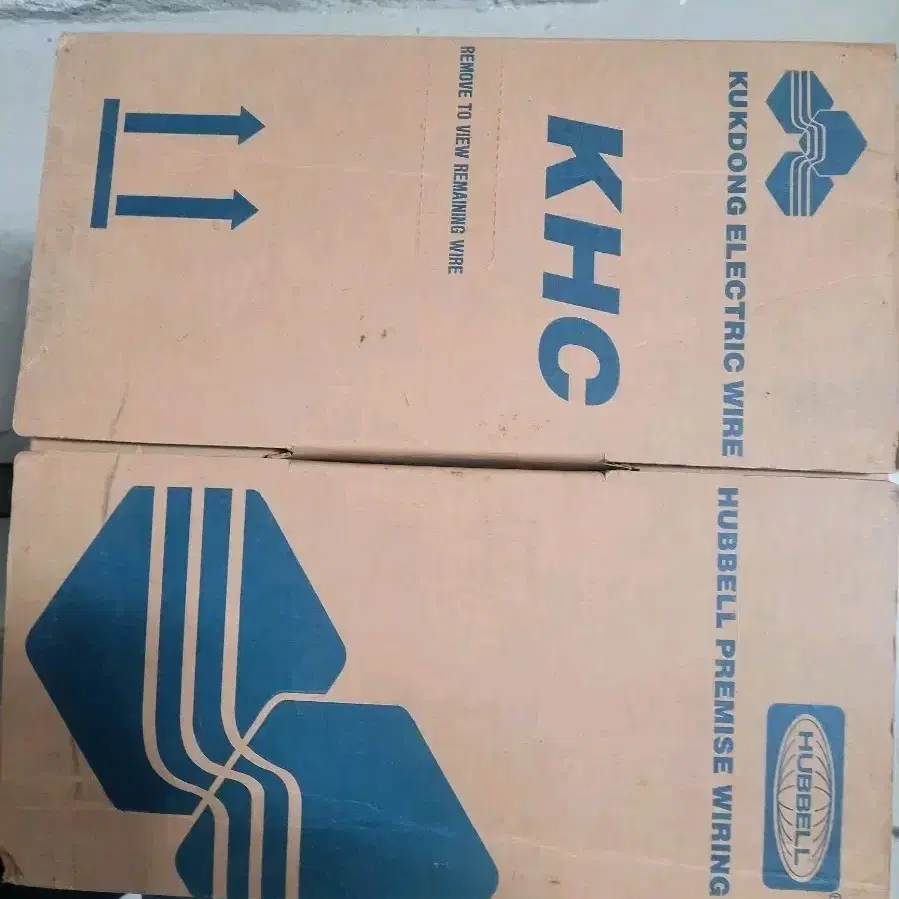 KUKDONG ELECTRIC WIRE
KHC
REMOVE TO VIEW REMAINING WIRE
HUBBELL PREMISE WIRING
HUBBELL
®